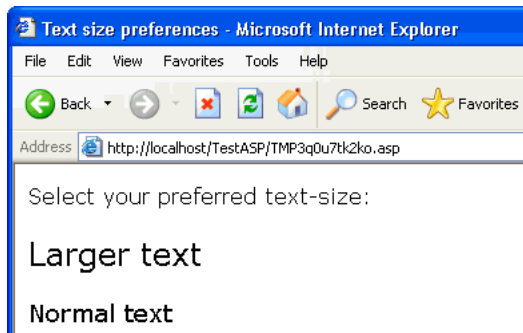 Text size preferences - Microsoft Internet Explorer
File Edit View Favorites Tools Help
Back Search Favorites
Address http://localhost/TestASP/TMP3q0u7tk2ko.asp
Select your preferred text-size:
Larger text
Normal text